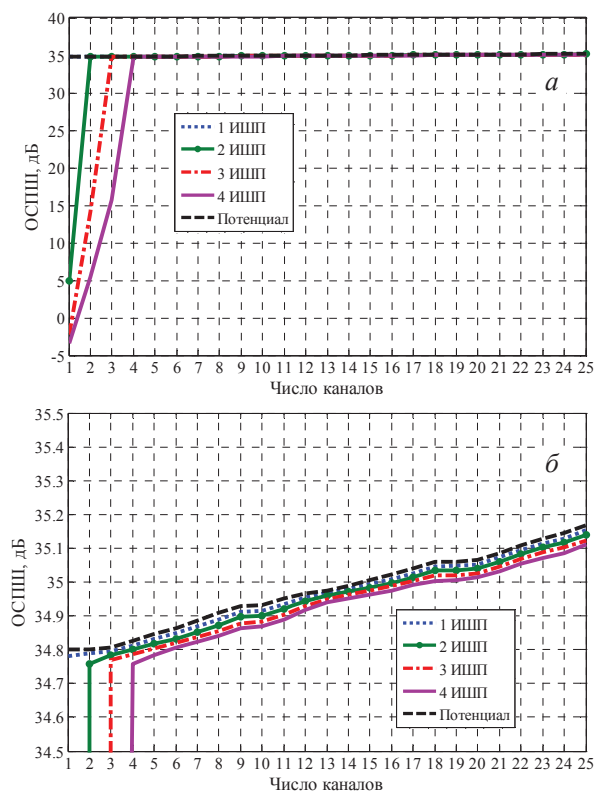 40
35
30
25
20
15
10
5
0
-5
ОСПШ, дБ
а
1 ИШП
2 ИШП
3 ИШП
4 ИШП
Потенциал
1 2 3 4 5 6 7 8 9 10 11 12 13 14 15 16 17 18 19 20 21 22 23 24 25
Число каналов
35.5
35.4
35.3
35.2
35.1
35
34.9
34.8
34.7
34.6
34.5
ОСПШ, дБ
б
1 ИШП
2 ИШП
3 ИШП
4 ИШП
Потенциал
1 2 3 4 5 6 7 8 9 10 11 12 13 14 15 16 17 18 19 20 21 22 23 24 25
Число каналов